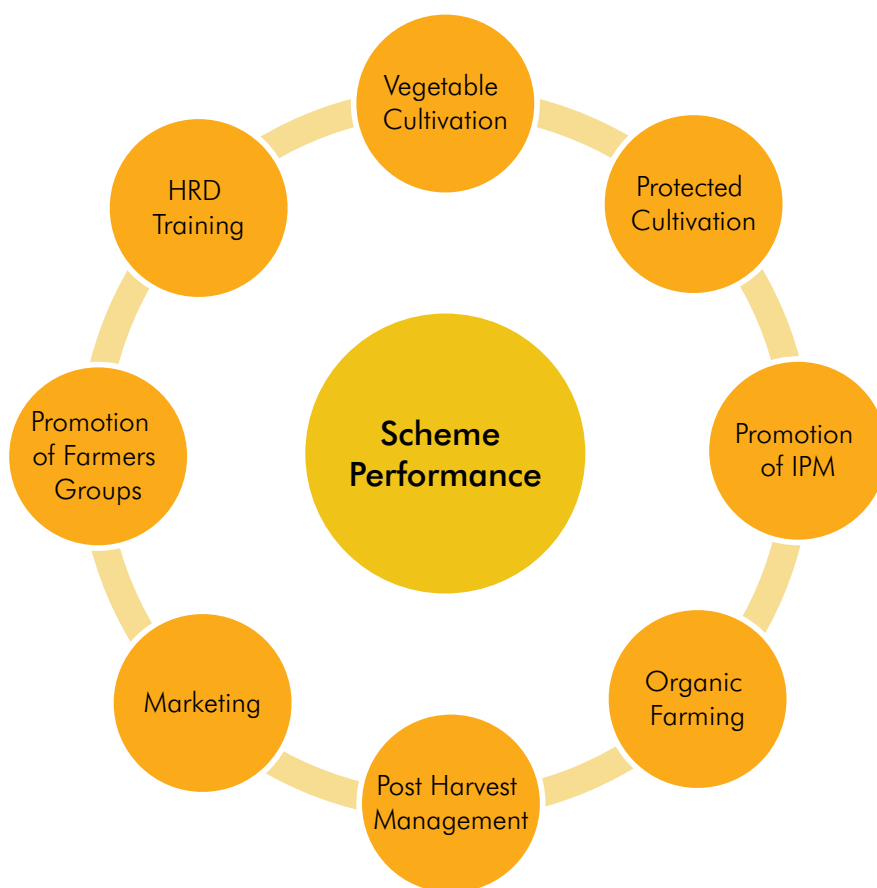 Vegetable
Cultivation
Protected
Cultivation
Promotion
of IPM
Organic
Farming
Post Harvest
Management
Marketing
Promotion
of Farmers
Groups
HRD
Training
Scheme
Performance